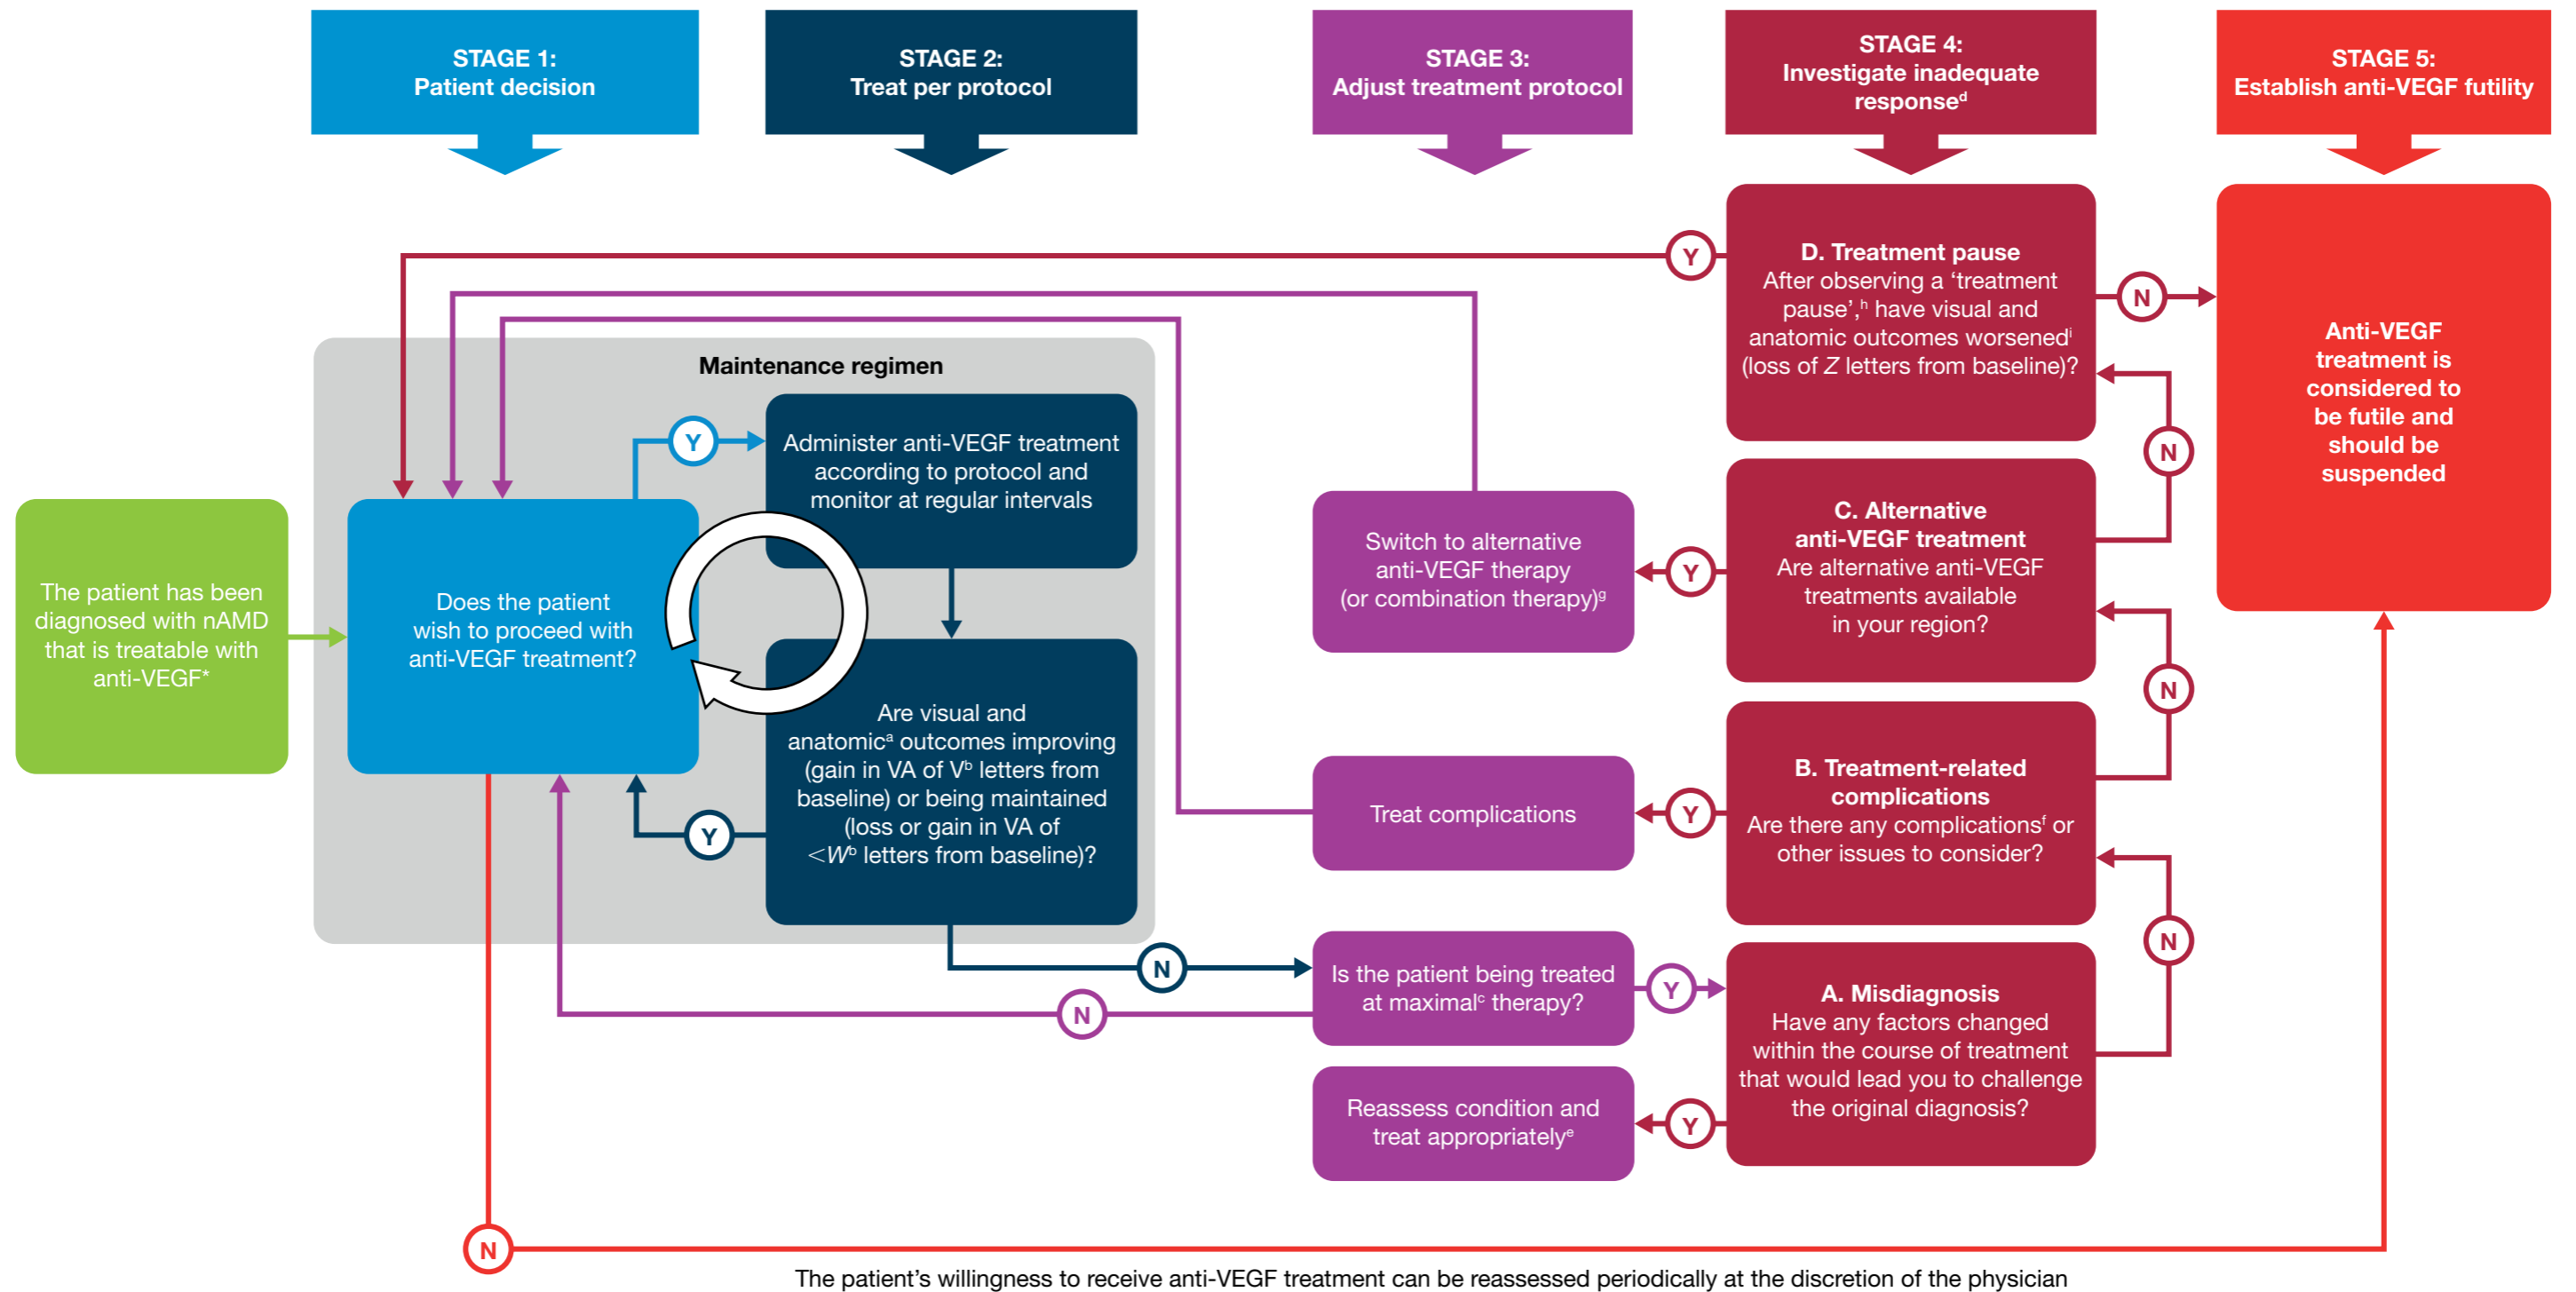 STAGE 1:
Patient decision
STAGE 2:
Treat per protocol
STAGE 3:
Adjust treatment protocol
STAGE 4:
Investigate inadequate
responseᵈ
STAGE 5:
Establish anti-VEGF futility
The patient has been
diagnosed with nAMD
that is treatable with
anti-VEGF*
Maintenance regimen
Does the patient
wish to proceed with
anti-VEGF treatment?
Y
N
Administer anti-VEGF treatment
according to protocol and
monitor at regular intervals
Are visual and
anatomicᵃ outcomes improving
(gain in VA of Vᵇ letters from
baseline) or being maintained
(loss or gain in VA of
<Wᵇ letters from baseline)?
Y
N
Switch to alternative
anti-VEGF therapy
(or combination therapy)ᵍ
Treat complications
Is the patient being treated
at maximalᶜ therapy?
Y
N
Reassess condition and
treat appropriatelyᵉ
D. Treatment pause
After observing a ‘treatment
pause’,ʰ have visual and
anatomic outcomes worsenedⁱ
(loss of Z letters from baseline)?
Y
N
C. Alternative
anti-VEGF treatment
Are alternative anti-VEGF
treatments available
in your region?
Y
N
B. Treatment-related
complications
Are there any complicationsᶠ or
other issues to consider?
Y
N
A. Misdiagnosis
Have any factors changed
within the course of treatment
that would lead you to challenge
the original diagnosis?
Y
N
Anti-VEGF
treatment is
considered to
be futile and
should be
suspended
The patient’s willingness to receive anti-VEGF treatment can be reassessed periodically at the discretion of the physician